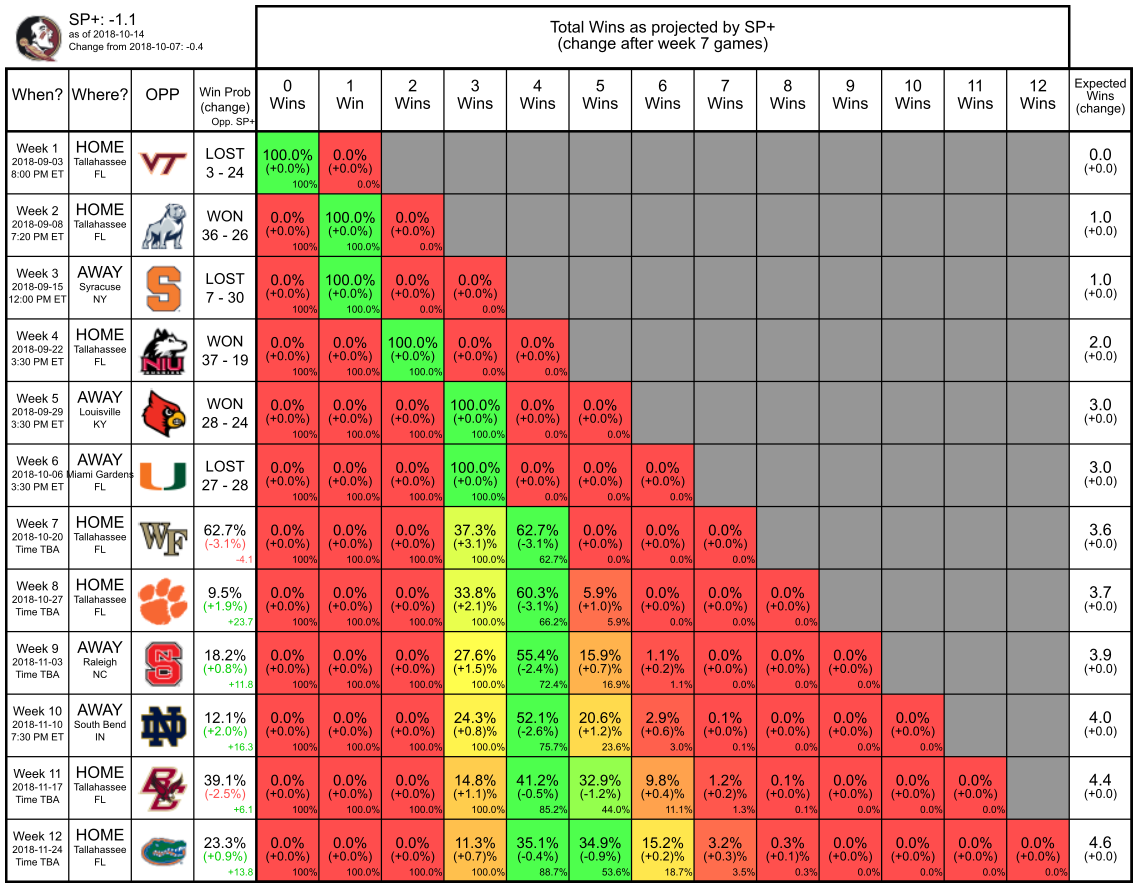 SP+: -1.1
as of 2018-10-14
Change from 2018-10-07: -0.4
Total Wins as projected by SP+
(change after week 7 games)
When? Where? OPP Win Prob (change) Opp. SP+ 0 Wins 1 Win 2 Wins 3 Wins 4 Wins 5 Wins 6 Wins 7 Wins 8 Wins 9 Wins 10 Wins 11 Wins 12 Wins Expected Wins (change)
Week 1 HOME LOST 100.0% 0.0% 0.0
2018-09-03 Tallahassee VT (+0.0%) (+0.0%) (+0.0)
8:00 PM ET FL 3 - 24 100% 0.0%
Week 2 HOME WON 0.0% 100.0% 0.0% 1.0
2018-09-08 Tallahassee (+0.0%) (+0.0%) (+0.0%) (+0.0)
7:20 PM ET FL 36 - 26 100% 100.0% 0.0%
Week 3 AWAY LOST 0.0% 100.0% 0.0% 0.0% 1.0
2018-09-15 Syracuse S (+0.0%) (+0.0%) (+0.0%) (+0.0%) (+0.0)
12:00 PM ET NY 7 - 30 100% 100.0% 0.0% 0.0%
Week 4 HOME WON 0.0% 0.0% 100.0% 0.0% 0.0% 2.0
2018-09-22 Tallahassee NIU (+0.0%) (+0.0%) (+0.0%) (+0.0%) (+0.0%) (+0.0)
3:30 PM ET FL 37 - 19 100% 100.0% 100.0% 0.0% 0.0%
Week 5 AWAY WON 0.0% 0.0% 0.0% 100.0% 0.0% 0.0% 3.0
2018-09-29 Louisville (+0.0%) (+0.0%) (+0.0%) (+0.0%) (+0.0%) (+0.0%) (+0.0)
3:30 PM ET KY 28 - 24 100% 100.0% 100.0% 100.0% 0.0% 0.0%
Week 6 AWAY LOST 0.0% 0.0% 0.0% 100.0% 0.0% 0.0% 0.0% 3.0
2018-10-06 Miami Gardens U (+0.0%) (+0.0%) (+0.0%) (+0.0%) (+0.0%) (+0.0%) (+0.0%) (+0.0)
3:30 PM ET FL 27 - 28 100% 100.0% 100.0% 100.0% 0.0% 0.0% 0.0%
Week 7 HOME 62.7% 0.0% 0.0% 0.0% 37.3% 62.7% 0.0% 0.0% 0.0% 3.6
2018-10-20 Tallahassee WF (-3.1%) (+0.0%) (+0.0%) (+0.0%) (+3.1)% (-3.1%) (+0.0%) (+0.0%) (+0.0%) (+0.0)
Time TBA FL -4.1 100% 100.0% 100.0% 100.0% 62.7% 0.0% 0.0% 0.0%
Week 8 HOME 9.5% 0.0% 0.0% 0.0% 33.8% 60.3% 5.9% 0.0% 0.0% 0.0% 3.7
2018-10-27 Tallahassee (+1.9%) (+0.0%) (+0.0%) (+0.0%) (+2.1)% (-3.1%) (+1.0)% (+0.0%) (+0.0%) (+0.0%) (+0.0)
Time TBA FL +23.7 100% 100.0% 100.0% 100.0% 66.2% 5.9% 0.0% 0.0% 0.0%
Week 9 AWAY 18.2% 0.0% 0.0% 0.0% 27.6% 55.4% 15.9% 1.1% 0.0% 0.0% 0.0% 3.9
2018-11-03 Raleigh S (+0.8%) (+0.0%) (+0.0%) (+0.0%) (+1.5)% (-2.4%) (+0.7)% (+0.2)% (+0.0%) (+0.0%) (+0.0%) (+0.0)
Time TBA NC +11.8 100% 100.0% 100.0% 100.0% 72.4% 16.9% 1.1% 0.0% 0.0% 0.0%
Week 10 AWAY 12.1% 0.0% 0.0% 0.0% 24.3% 52.1% 20.6% 2.9% 0.1% 0.0% 0.0% 0.0% 4.0
2018-11-10 South Bend ND (+2.0%) (+0.0%) (+0.0%) (+0.0%) (+0.8)% (-2.6%) (+1.2)% (+0.6)% (+0.0%) (+0.0%) (+0.0%) (+0.0%) (+0.0)
7:30 PM ET IN +16.3 100% 100.0% 100.0% 100.0% 75.7% 23.6% 3.0% 0.1% 0.0% 0.0% 0.0%
Week 11 HOME 39.1% 0.0% 0.0% 0.0% 14.8% 41.2% 32.9% 9.8% 1.2% 0.1% 0.0% 0.0% 0.0% 4.4
2018-11-17 Tallahassee BC (-2.5%) (+0.0%) (+0.0%) (+0.0%) (+1.1)% (-0.5%) (-1.2%) (+0.4)% (+0.2)% (+0.0%) (+0.0%) (+0.0%) (+0.0%) (+0.0)
Time TBA FL +6.1 100% 100.0% 100.0% 100.0% 85.2% 44.0% 11.1% 1.3% 0.1% 0.0% 0.0% 0.0%
Week 12 HOME 23.3% 0.0% 0.0% 0.0% 11.3% 35.1% 34.9% 15.2% 3.2% 0.3% 0.0% 0.0% 0.0% 0.0% 4.6
2018-11-24 Tallahassee (+0.9%) (+0.0%) (+0.0%) (+0.0%) (+0.7)% (-0.4%) (-0.9%) (+0.2)% (+0.3)% (+0.1)% (+0.0%) (+0.0%) (+0.0%) (+0.0%) (+0.0)
Time TBA FL +13.8 100% 100.0% 100.0% 100.0% 88.7% 53.6% 18.7% 3.5% 0.3% 0.0% 0.0% 0.0% 0.0%